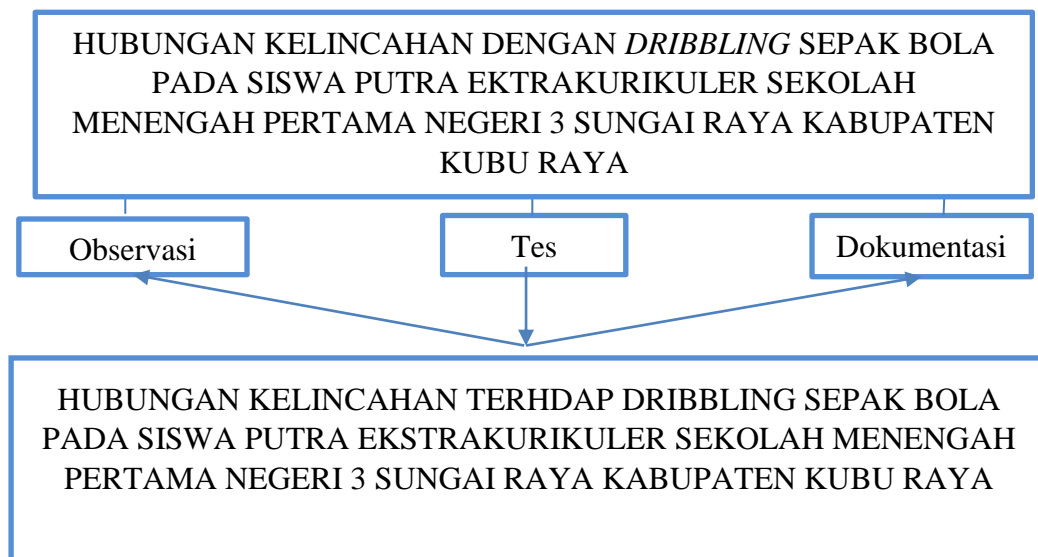 HUBUNGAN KELINCAHAN DENGAN DRIBBLING SEPAK BOLA
PADA SISWA PUTRA EKTRAKURIKULER SEKOLAH
MENENGAH PERTAMA NEGERI 3 SUNGAI RAYA KABUPATEN
KUBU RAYA
Observasi
Tes
Dokumentasi
HUBUNGAN KELINCAHAN TERHDAP DRIBBLING SEPAK BOLA
PADA SISWA PUTRA EKSTRAKURIKULER SEKOLAH MENENGAH
PERTAMA NEGERI 3 SUNGAI RAYA KABUPATEN KUBU RAYA